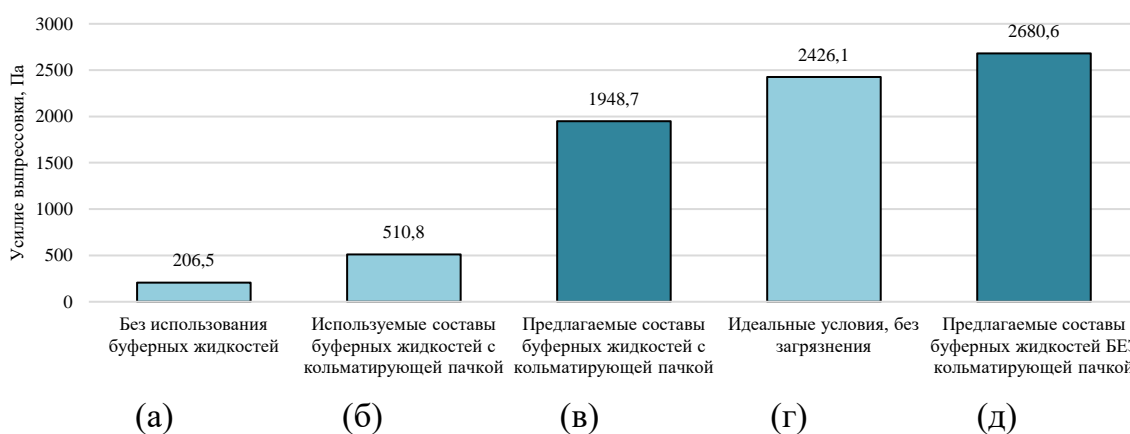 Усилие выпрессовки, Па
3000
2500
2000
1500
1000
500
0
206,5
510,8
1948,7
2426,1
2680,6
Без использования
буферных жидкостей
Используемые составы
буферных жидкостей с
кольматирующей пачкой
Предлагаемые составы
буферных жидкостей с
кольматирующей пачкой
Идеальные условия, без
загрязнения
Предлагаемые составы
буферных жидкостей БЕЗ
кольматирующей пачкой
(а) (б) (в) (г) (д)